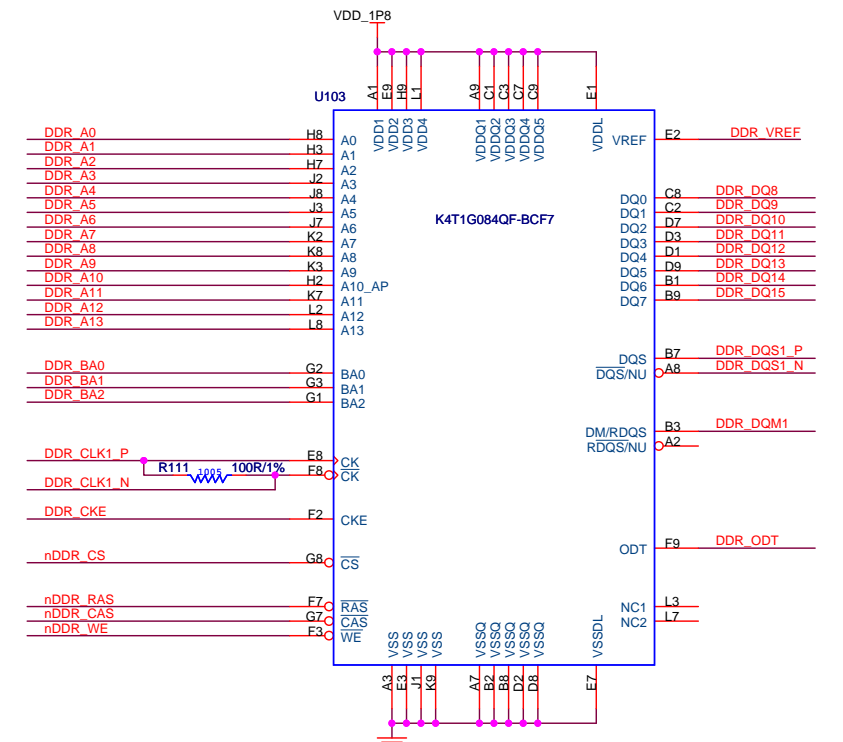 VDD_1P8
A1 E9 H9 L1 A9 C1 C3 C7 C9 E1
U103
VDD1 VDD2 VDD3 VDD4 VDDQ1 VDDQ2 VDDQ3 VDDQ4 VDDQ5 VDDL
K4T1G084QF-BCF7
DDR_A0 H8 A0
DDR_A1 H3 A1
DDR_A2 H7 A2
DDR_A3 J2 A3
DDR_A4 J8 A4
DDR_A5 J3 A5
DDR_A6 J7 A6
DDR_A7 K2 A7
DDR_A8 K8 A8
DDR_A9 K3 A9
DDR_A10 H2 A10_AP
DDR_A11 K7 A11
DDR_A12 L2 A12
DDR_A13 L8 A13
DDR_BA0 G2 BA0
DDR_BA1 G3 BA1
DDR_BA2 G1 BA2
DDR_CLK1_P E8 CK
R111 1005 100R/1% F8 CK
DDR_CLK1_N
DDR_CKE F2 CKE
nDDR_CS G8 CS
nDDR_RAS F7 RAS
nDDR_CAS G7 CAS
nDDR_WE F3 WE
VREF E2 DDR_VREF
DQ0 C8 DDR_DQ8
DQ1 C2 DDR_DQ9
DQ2 D7 DDR_DQ10
DQ3 D3 DDR_DQ11
DQ4 D1 DDR_DQ12
DQ5 D9 DDR_DQ13
DQ6 B1 DDR_DQ14
DQ7 B9 DDR_DQ15
DQS B7 DDR_DQS1_P
DQS/NU A8 DDR_DQS1_N
DM/RDQS B3 DDR_DQM1
RDQS/NU A2
ODT F9 DDR_ODT
NC1 L3
NC2 L7
VSS VSS VSS VSS VSSQ VSSQ VSSQ VSSQ VSSQ VSSDL
A3 E3 J1 K9 A7 B2 B8 D2 D8 E7